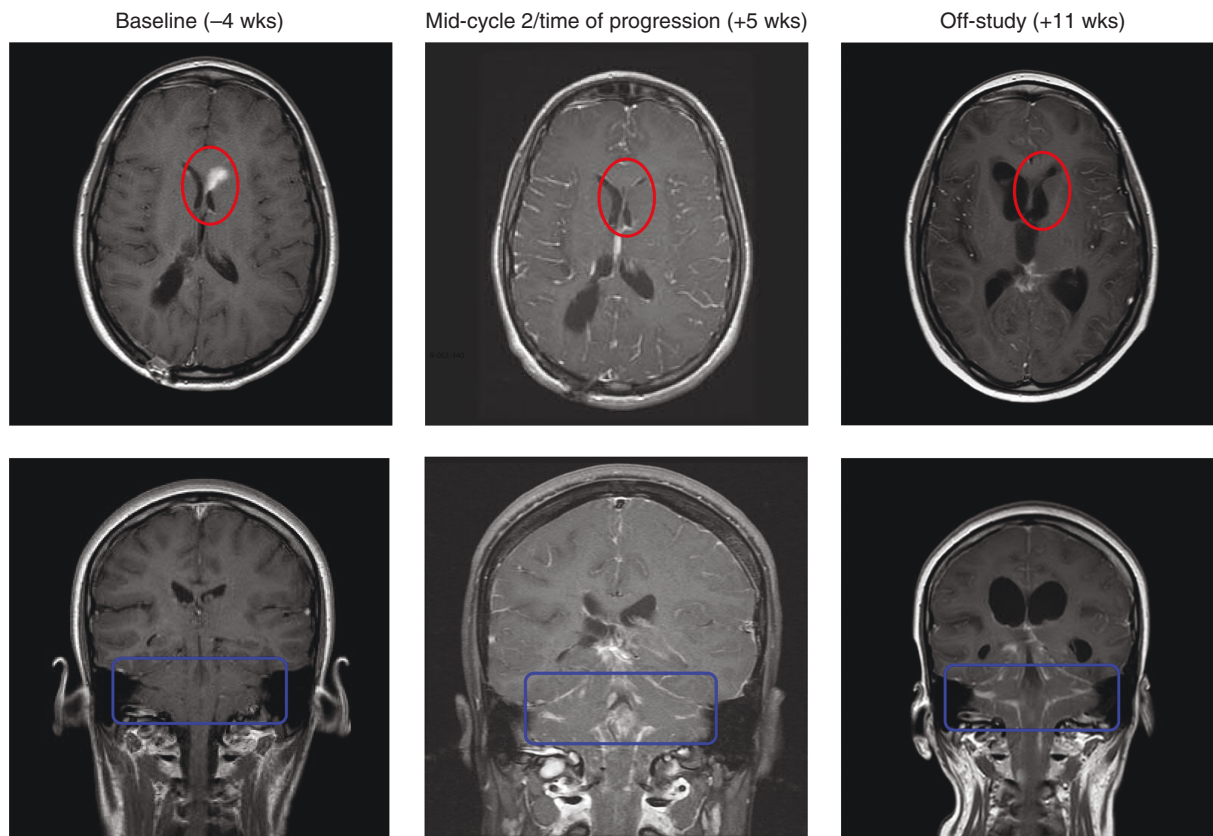 Baseline (–4 wks)
Mid-cycle 2/time of progression (+5 wks)
Off-study (+11 wks)